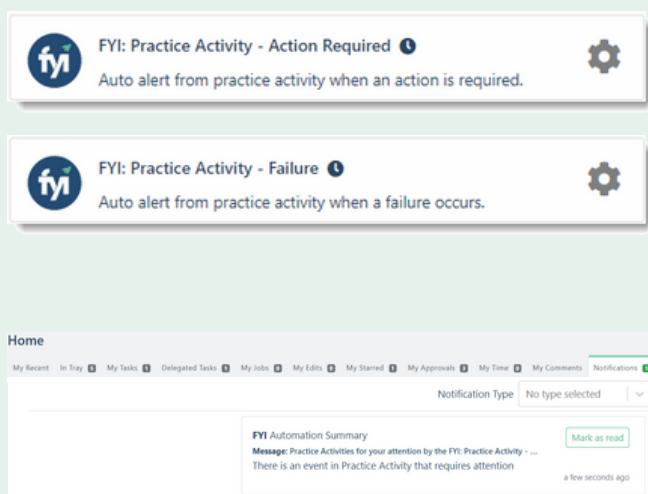 fyi
FYI: Practice Activity - Action Required
Auto alert from practice activity when an action is required.
fyi
FYI: Practice Activity - Failure
Auto alert from practice activity when a failure occurs.
Home
My Recent In Tray My Tasks Delegated Tasks My Jobs My Edits My Starred My Approvals My Time My Comments Notifications
Notification Type No type selected
FYI Automation Summary Mark as read
Message: Practice Activities for your attention by the FYI: Practice Activity - ...
There is an event in Practice Activity that requires attention
a few seconds ago